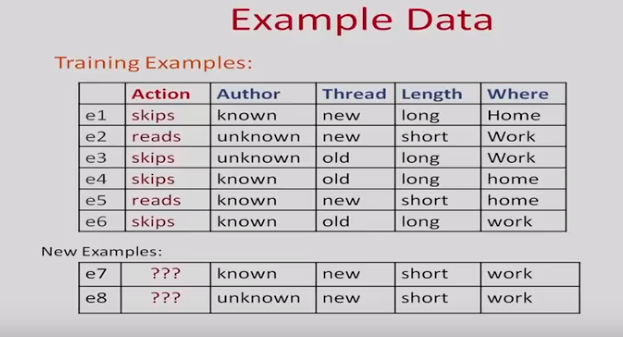 Example Data
Training Examples:
Action Author Thread Length Where
e1 skips known new long Home
e2 reads unknown new short Work
e3 skips unknown old long Work
e4 skips known old long home
e5 reads known new short home
e6 skips known old long work
New Examples:
e7 ??? known new short work
e8 ??? unknown new short work